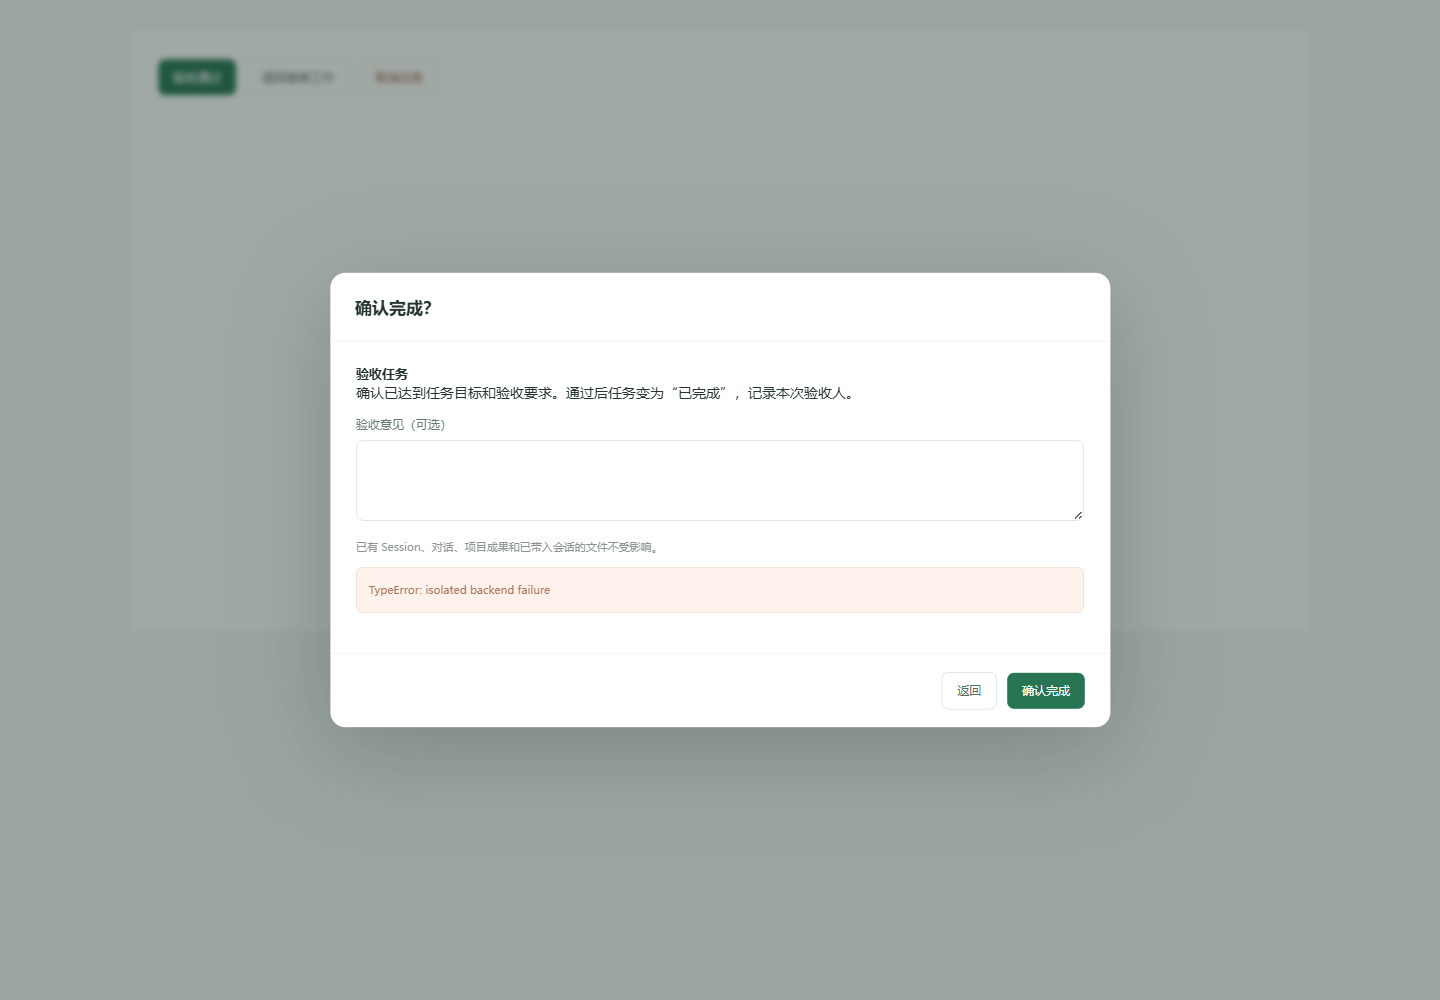 确认完成？
验收任务
确认已达到任务目标和验收要求。通过后任务变为“已完成”，记录本次验收人。
验收意见（可选）
已有 Session、对话、项目成果和已带入会话的文件不受影响。
TypeError: isolated backend failure
返回
确认完成